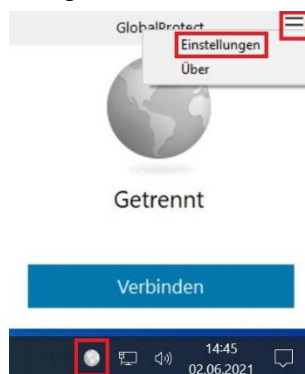 GlobalProtect
Einstellungen
Über
Getrennt
Verbinden
14:45
02.06.2021